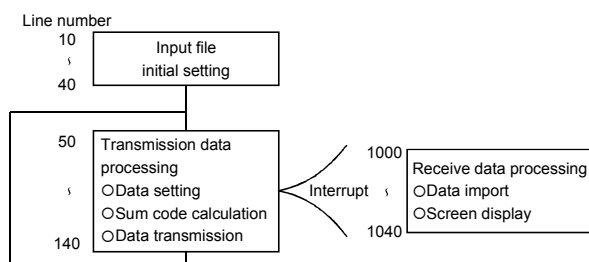 Line number
10
≀
40
Input file
initial setting
50
≀
140
Transmission data
processing
○Data setting
○Sum code calculation
○Data transmission
Interrupt
1000
≀
1040
Receive data processing
○Data import
○Screen display